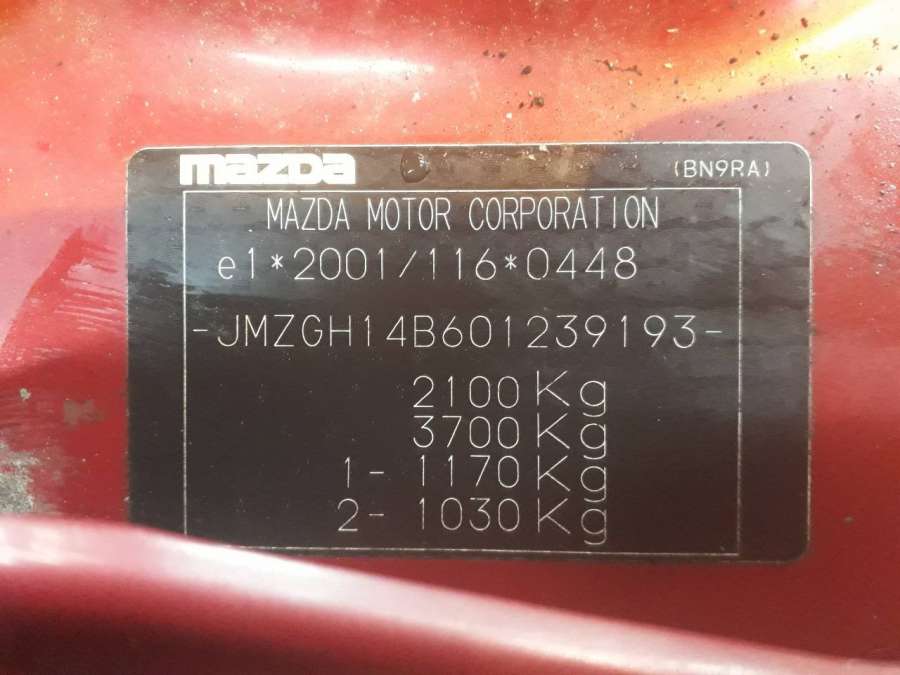 mazda (BN9RA)
MAZDA MOTOR CORPORATION
e1*2001/116*0448
-JMZGH14B601239193-
2100Kg
3700Kg
1- 1170Kg
2- 1030Kg